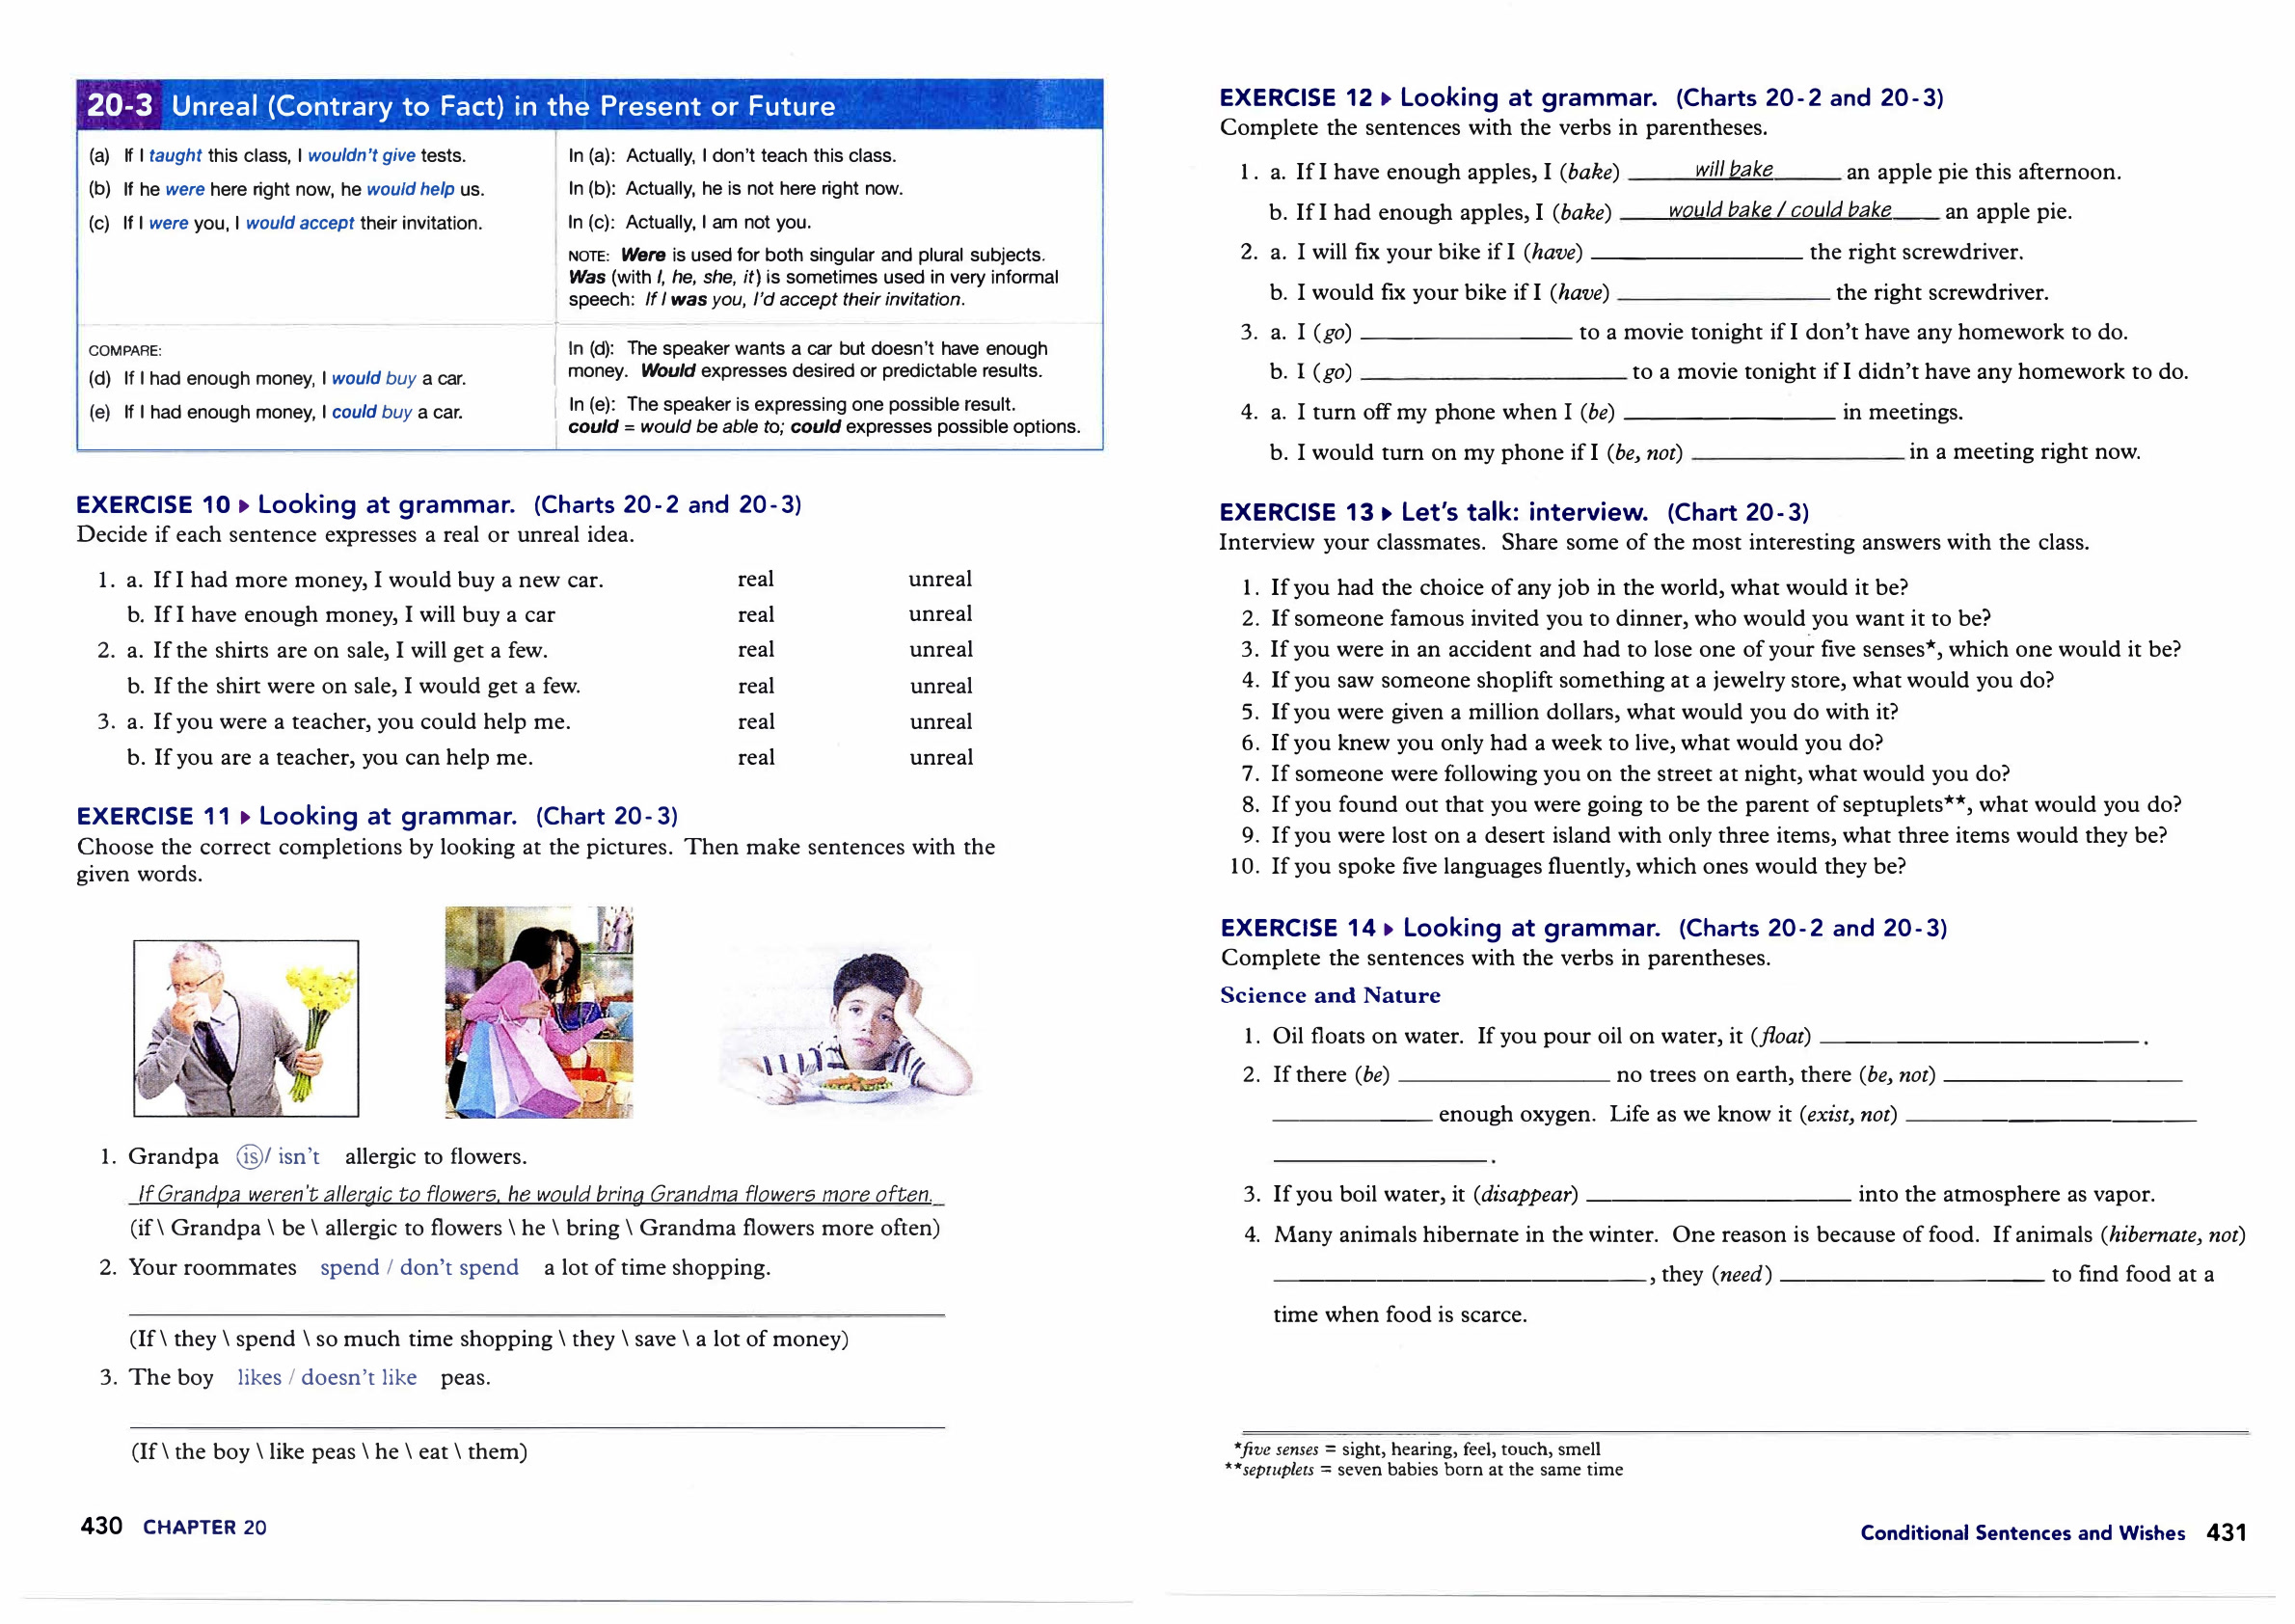 20-3 Unreal (Contrary to Fact) in the Present or Future
(a) If I taught this class, I wouldn't give tests.
(b) If he were here right now, he would help us.
(c) If I were you, I would accept their invitation.
In (a): Actually, I don't teach this class.
In (b): Actually, he is not here right now.
In (c): Actually, I am not you.
NOTE: Were is used for both singular and plural subjects.
Was (with I, he, she, it) is sometimes used in very informal
speech: If I was you, I'd accept their invitation.
COMPARE:
(d) If I had enough money, I would buy a car.
(e) If I had enough money, I could buy a car.
In (d): The speaker wants a car but doesn't have enough
money. Would expresses desired or predictable results.
In (e): The speaker is expressing one possible result.
could = would be able to; could expresses possible options.
EXERCISE 10 ▸ Looking at grammar. (Charts 20-2 and 20-3)
Decide if each sentence expresses a real or unreal idea.
1. a. If I had more money, I would buy a new car. real unreal
b. If I have enough money, I will buy a car real unreal
2. a. If the shirts are on sale, I will get a few. real unreal
b. If the shirt were on sale, I would get a few. real unreal
3. a. If you were a teacher, you could help me. real unreal
b. If you are a teacher, you can help me. real unreal
EXERCISE 11 ▸ Looking at grammar. (Chart 20-3)
Choose the correct completions by looking at the pictures. Then make sentences with the
given words.
1. Grandpa is / isn't allergic to flowers.
If Grandpa weren't allergic to flowers, he would bring Grandma flowers more often.
(if \ Grandpa \ be \ allergic to flowers \ he \ bring \ Grandma flowers more often)
2. Your roommates spend / don't spend a lot of time shopping.
(If \ they \ spend \ so much time shopping \ they \ save \ a lot of money)
3. The boy likes / doesn't like peas.
(If \ the boy \ like peas \ he \ eat \ them)
430 CHAPTER 20
EXERCISE 12 ▸ Looking at grammar. (Charts 20-2 and 20-3)
Complete the sentences with the verbs in parentheses.
1. a. If I have enough apples, I (bake) will bake an apple pie this afternoon.
b. If I had enough apples, I (bake) would bake / could bake an apple pie.
2. a. I will fix your bike if I (have) ________ the right screwdriver.
b. I would fix your bike if I (have) ________ the right screwdriver.
3. a. I (go) ________ to a movie tonight if I don't have any homework to do.
b. I (go) ________ to a movie tonight if I didn't have any homework to do.
4. a. I turn off my phone when I (be) ________ in meetings.
b. I would turn on my phone if I (be, not) ________ in a meeting right now.
EXERCISE 13 ▸ Let's talk: interview. (Chart 20-3)
Interview your classmates. Share some of the most interesting answers with the class.
1. If you had the choice of any job in the world, what would it be?
2. If someone famous invited you to dinner, who would you want it to be?
3. If you were in an accident and had to lose one of your five senses*, which one would it be?
4. If you saw someone shoplift something at a jewelry store, what would you do?
5. If you were given a million dollars, what would you do with it?
6. If you knew you only had a week to live, what would you do?
7. If someone were following you on the street at night, what would you do?
8. If you found out that you were going to be the parent of septuplets**, what would you do?
9. If you were lost on a desert island with only three items, what three items would they be?
10. If you spoke five languages fluently, which ones would they be?
EXERCISE 14 ▸ Looking at grammar. (Charts 20-2 and 20-3)
Complete the sentences with the verbs in parentheses.
Science and Nature
1. Oil floats on water. If you pour oil on water, it (float) ________.
2. If there (be) ________ no trees on earth, there (be, not) ________
________ enough oxygen. Life as we know it (exist, not) ________
________.
3. If you boil water, it (disappear) ________ into the atmosphere as vapor.
4. Many animals hibernate in the winter. One reason is because of food. If animals (hibernate, not)
________, they (need) ________ to find food at a
time when food is scarce.
*five senses = sight, hearing, feel, touch, smell
**septuplets = seven babies born at the same time
Conditional Sentences and Wishes 431